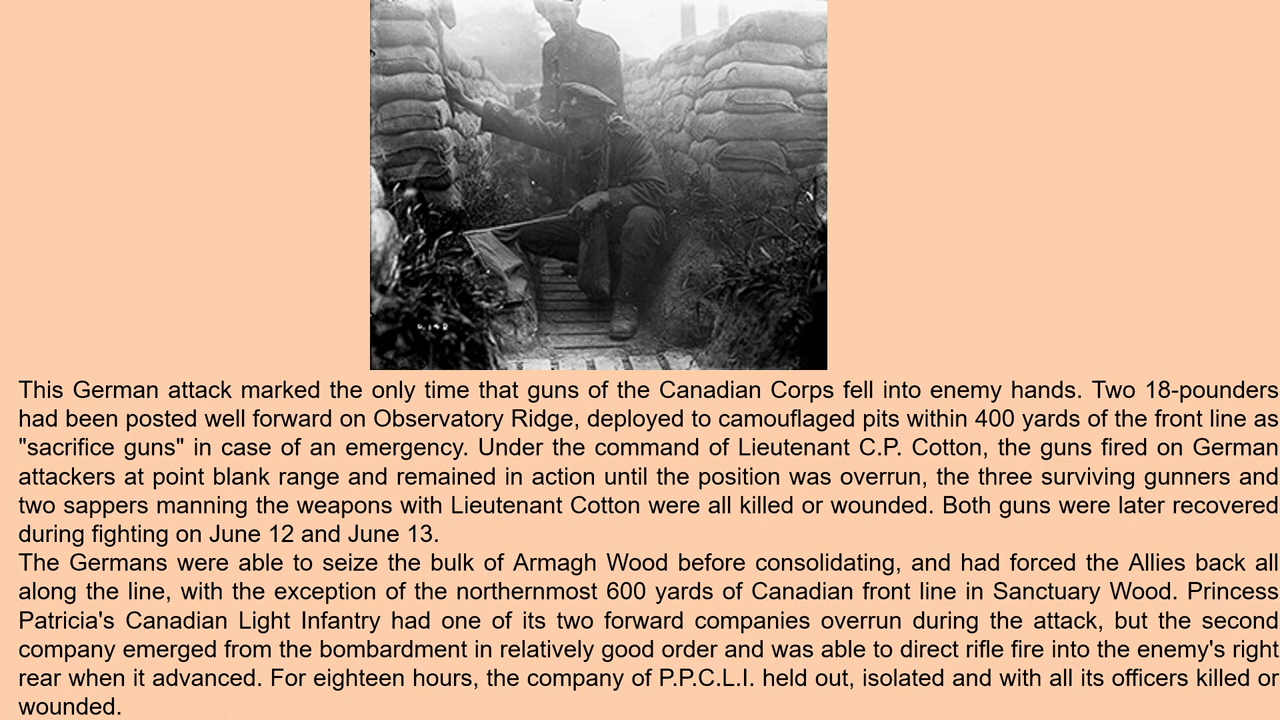 This German attack marked the only time that guns of the Canadian Corps fell into enemy hands. Two 18-pounders
had been posted well forward on Observatory Ridge, deployed to camouflaged pits within 400 yards of the front line as
"sacrifice guns" in case of an emergency. Under the command of Lieutenant C.P. Cotton, the guns fired on German
attackers at point blank range and remained in action until the position was overrun, the three surviving gunners and
two sappers manning the weapons with Lieutenant Cotton were all killed or wounded. Both guns were later recovered
during fighting on June 12 and June 13.
The Germans were able to seize the bulk of Armagh Wood before consolidating, and had forced the Allies back all
along the line, with the exception of the northernmost 600 yards of Canadian front line in Sanctuary Wood. Princess
Patricia's Canadian Light Infantry had one of its two forward companies overrun during the attack, but the second
company emerged from the bombardment in relatively good order and was able to direct rifle fire into the enemy's right
rear when it advanced. For eighteen hours, the company of P.P.C.L.I. held out, isolated and with all its officers killed or
wounded.